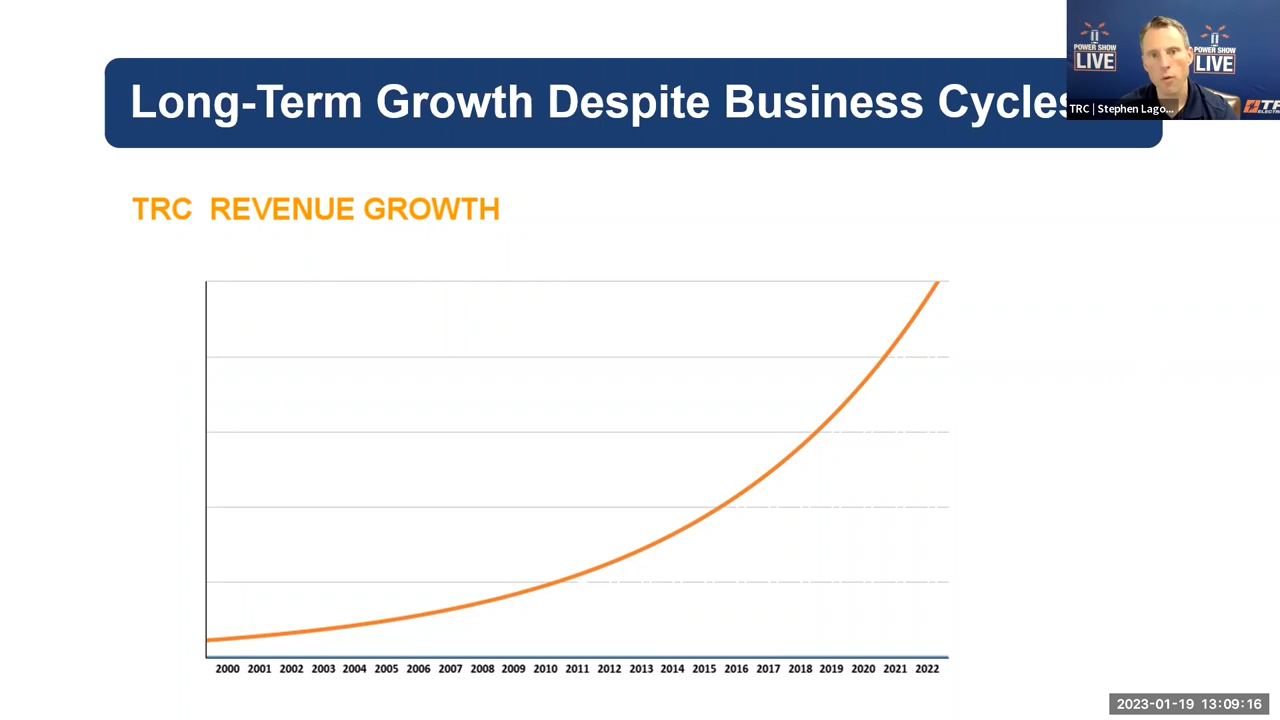 Long-Term Growth Despite Business Cycles
POWER SHOW
LIVE
POWER SHOW
LIVE
TRC | Stephen Lago...
TRC REVENUE GROWTH
2000 2001 2002 2003 2004 2005 2006 2007 2008 2009 2010 2011 2012 2013 2014 2015 2016 2017 2018 2019 2020 2021 2022
2023-01-19 13:09:16